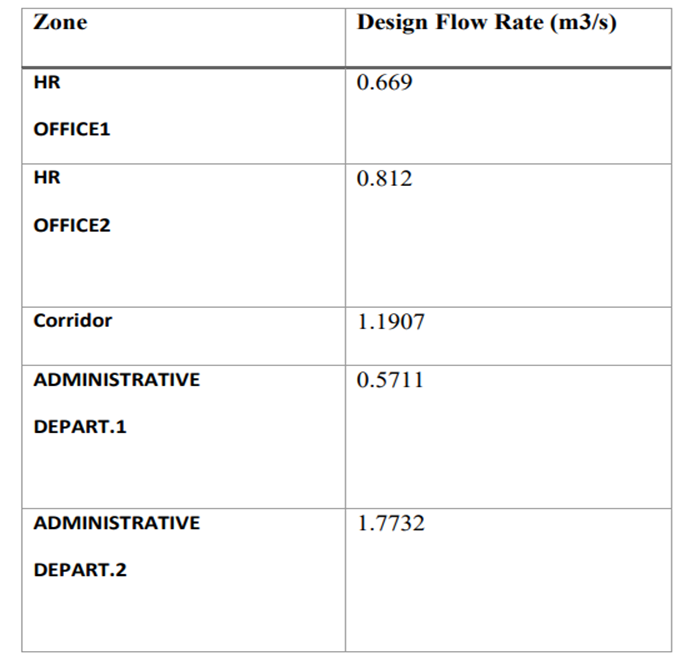 Zone Design Flow Rate (m3/s)
HR 0.669
OFFICE1
HR 0.812
OFFICE2
Corridor 1.1907
ADMINISTRATIVE 0.5711
DEPART.1
ADMINISTRATIVE 1.7732
DEPART.2